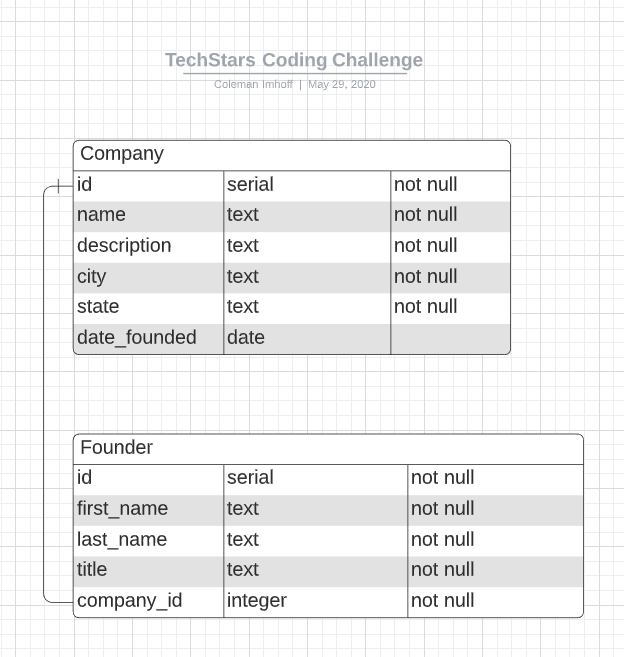 TechStars Coding Challenge
Coleman Imhoff | May 29, 2020
Company
id serial not null
name text not null
description text not null
city text not null
state text not null
date_founded date
Founder
id serial not null
first_name text not null
last_name text not null
title text not null
company_id integer not null